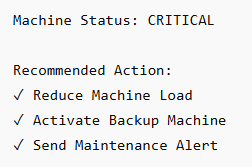 Machine Status: CRITICAL
Recommended Action:
✓ Reduce Machine Load
✓ Activate Backup Machine
✓ Send Maintenance Alert